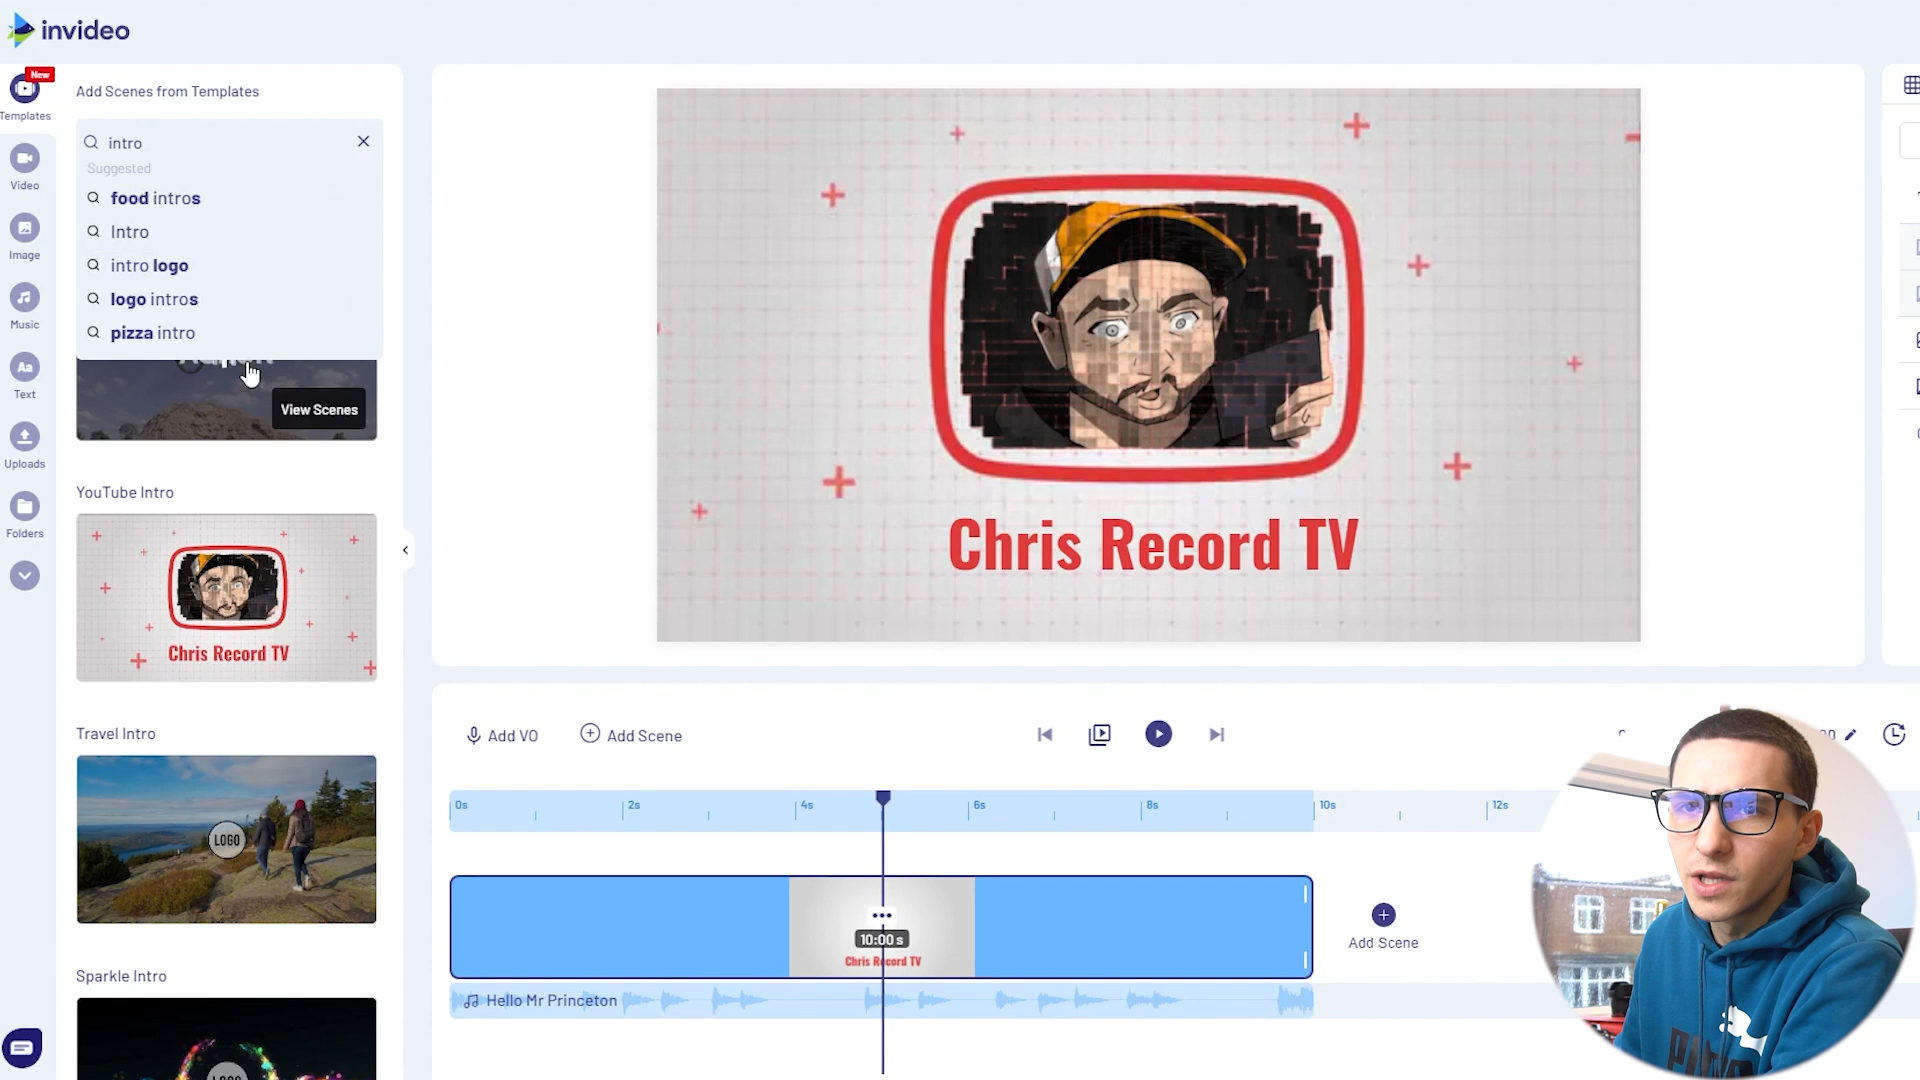 invideo
New
Templates
Add Scenes from Templates
intro
Suggested
food intros
Intro
intro logo
logo intros
pizza intro
View Scenes
Video
Image
Music
Text
Aa
Uploads
Folders
YouTube Intro
Chris Record TV
Travel Intro
LOGO
Sparkle Intro
Chris Record TV
Add VO
Add Scene
0s
2s
4s
6s
8s
10s
12s
10:00 s
Chris Record TV
Add Scene
Hello Mr Princeton